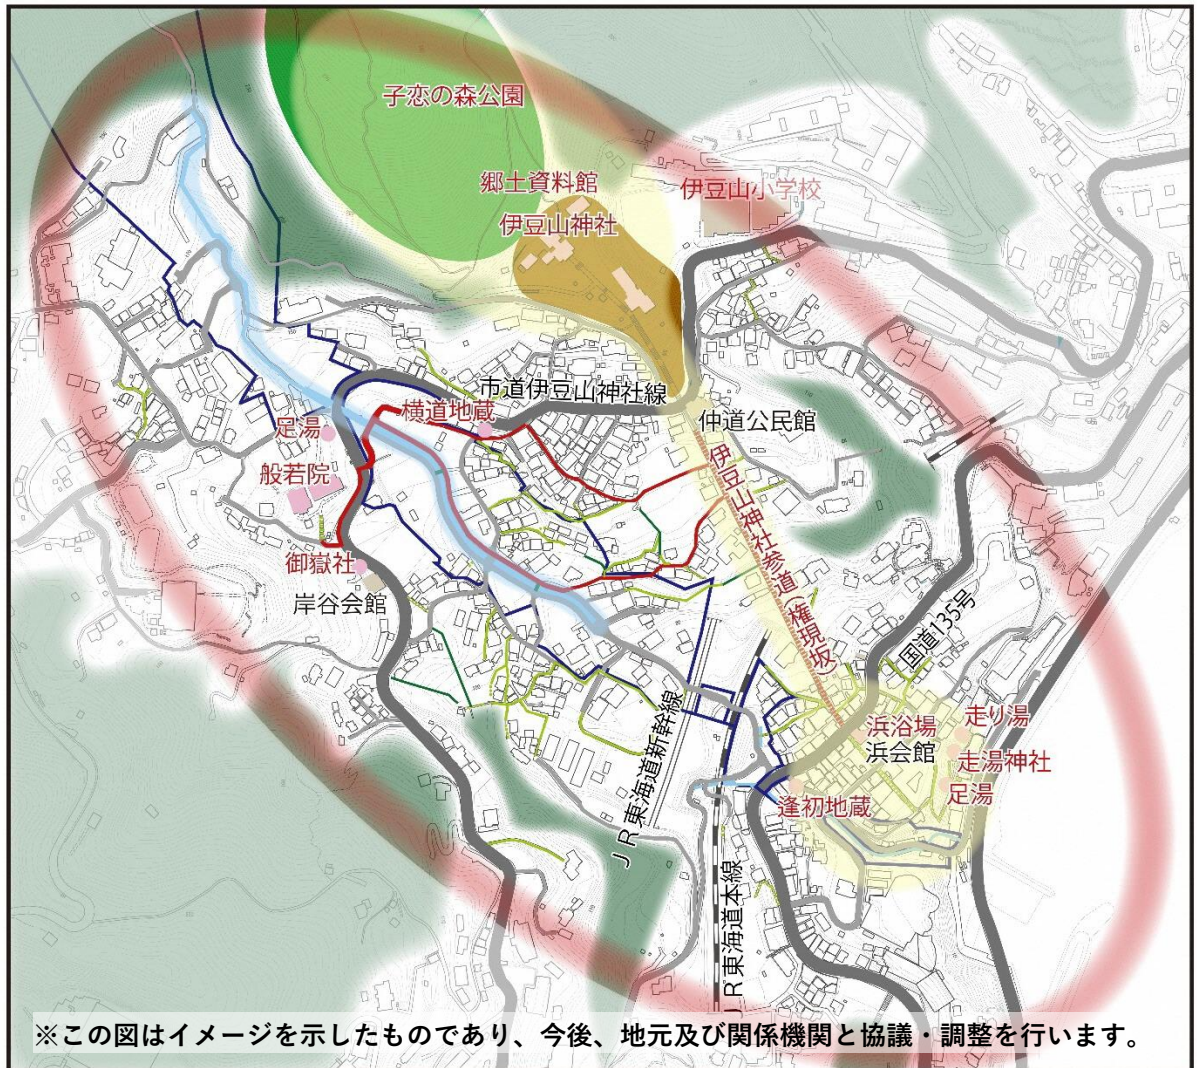 子恋の森公園
郷土資料館
伊豆山小学校
伊豆山神社
市道伊豆山神社線
横道地蔵
仲道公民館
足湯
般若院
伊豆山神社参道(権現坂)
御嶽社
岸谷会館
国道135号
JR東海道新幹線
走り湯
浜浴場
浜会館
走湯神社
足湯
逢初地蔵
JR東海道本線
※この図はイメージを示したものであり、今後、地元及び関係機関と協議・調整を行います。